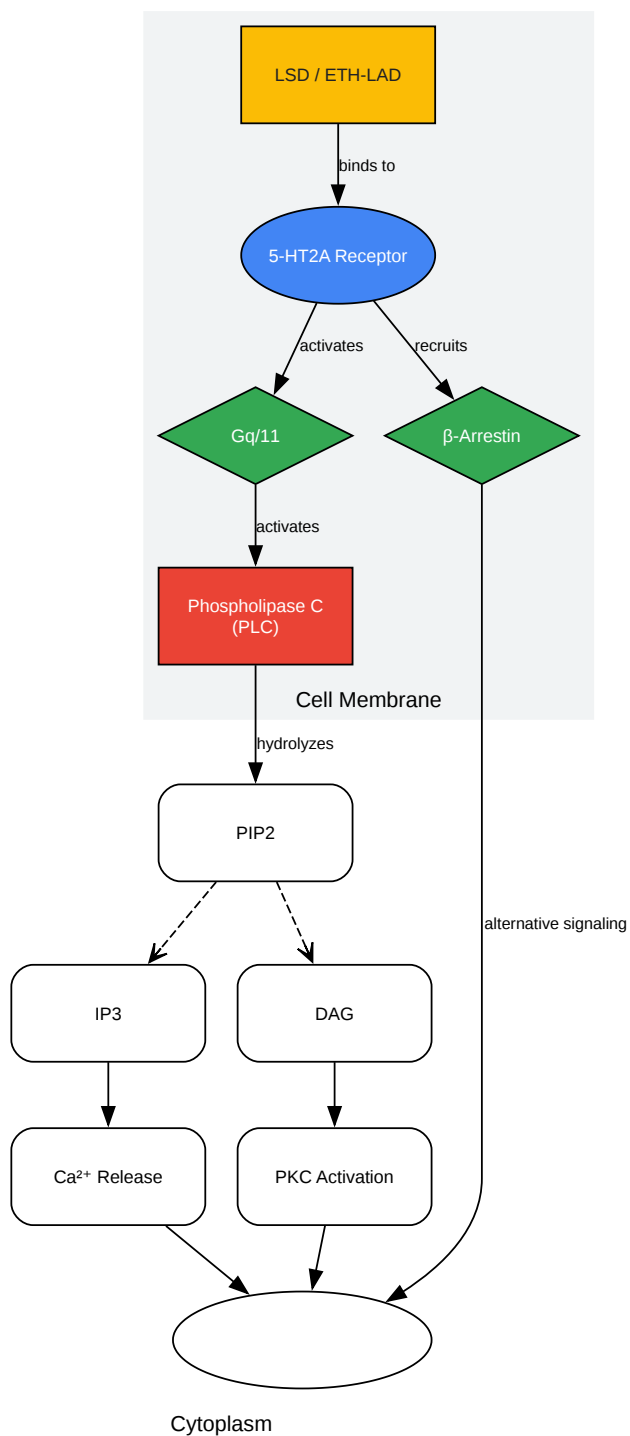 LSD / ETH-LAD
binds to
5-HT2A Receptor
activates
recruits
Gq/11
β-Arrestin
activates
Phospholipase C
(PLC)
Cell Membrane
hydrolyzes
PIP2
alternative signaling
IP3
DAG
Ca²⁺ Release
PKC Activation
Cytoplasm